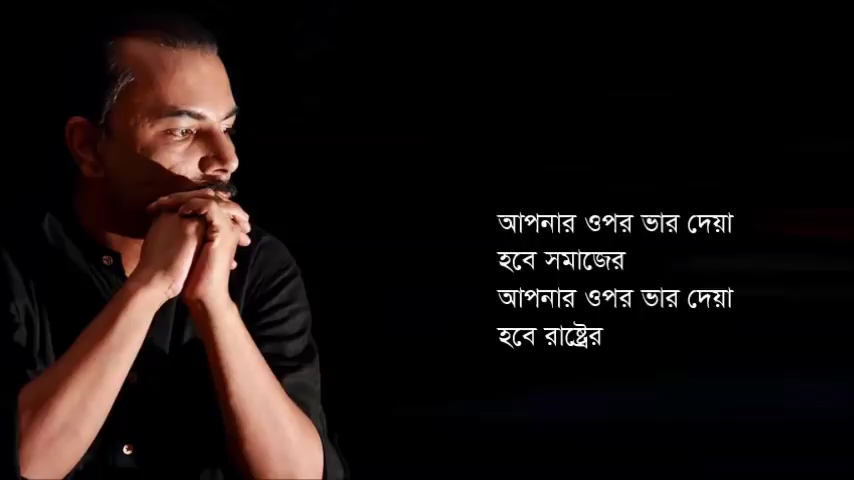 আপনার ওপর ভার দেয়া
হবে সমাজের
আপনার ওপর ভার দেয়া
হবে রাষ্ট্রের